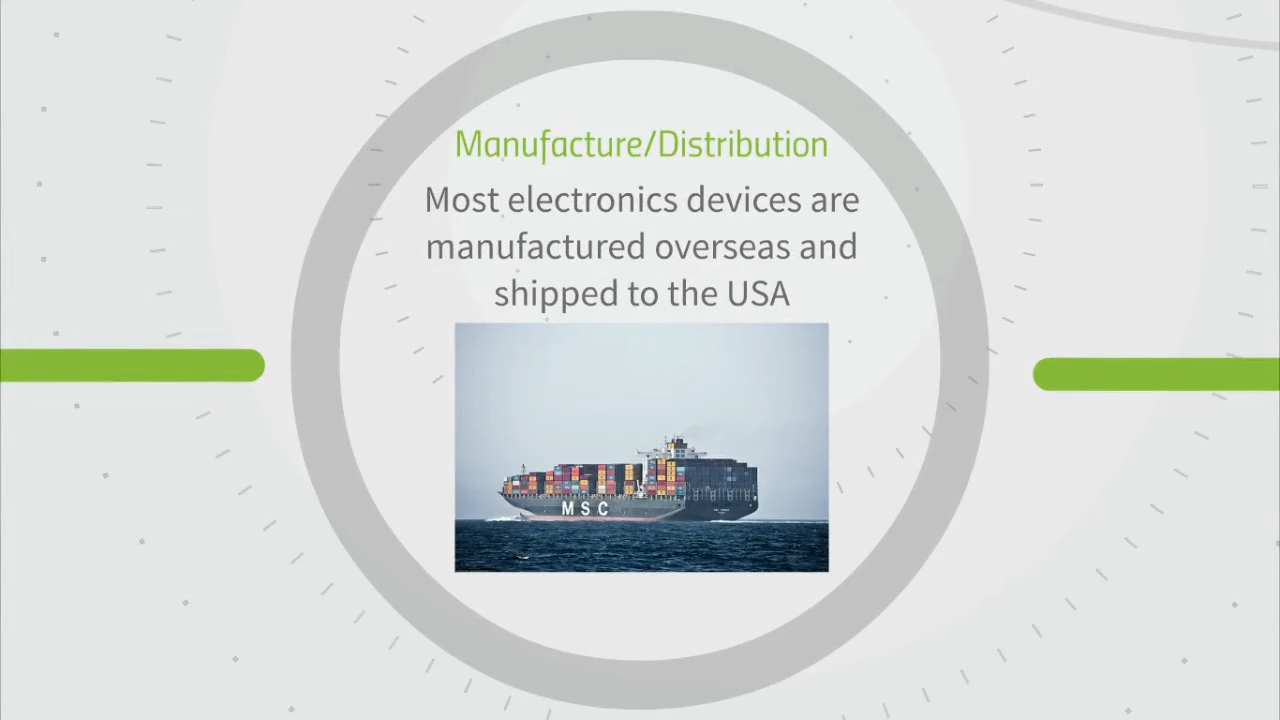 Manufacture/Distribution
Most electronics devices are
manufactured overseas and
shipped to the USA
MSC